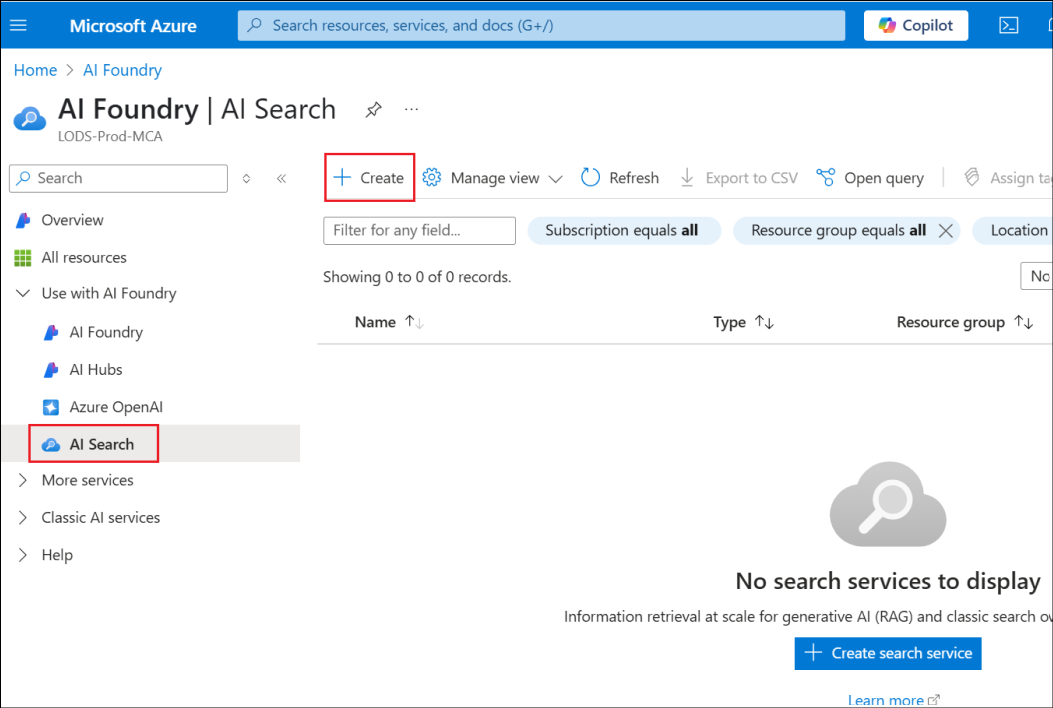 Microsoft Azure
Search resources, services, and docs (G+/)
Copilot
Home > AI Foundry
AI Foundry | AI Search
...
LODS-Prod-MCA
Search
Overview
All resources
Use with AI Foundry
AI Foundry
AI Hubs
Azure OpenAI
AI Search
More services
Classic AI services
Help
+ Create
Manage view
Refresh
Export to CSV
Open query
Assign ta
Filter for any field...
Subscription equals all
Resource group equals all
Location
Showing 0 to 0 of 0 records.
No
Name ↑↓
Type ↑↓
Resource group ↑↓
No search services to display
Information retrieval at scale for generative AI (RAG) and classic search ov
+ Create search service
Learn more